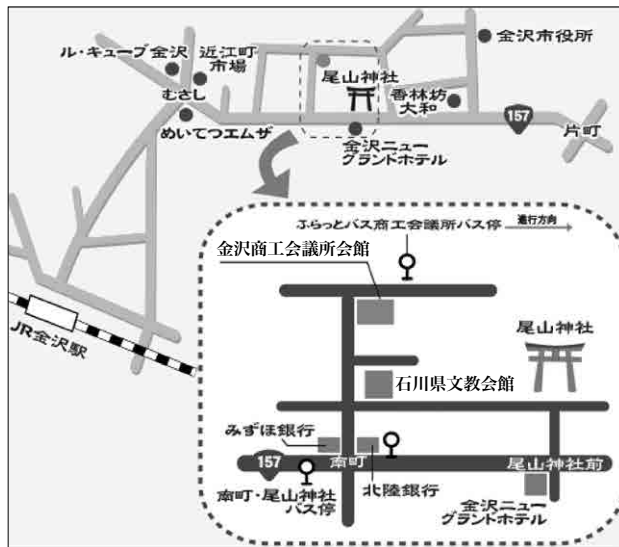 ル・キューブ金沢
近江町
市場
むさし
めいてつエムザ
尾山神社
金沢市役所
香林坊
大和
157
片町
金沢ニュー
グランドホテル
JR金沢駅
ふらっとバス商工会議所バス停
進行方向
金沢商工会議所会館
尾山神社
石川県文教会館
みずほ銀行
157
南町
尾山神社前
南町・尾山神社
バス停
北陸銀行
金沢ニュー
グランドホテル